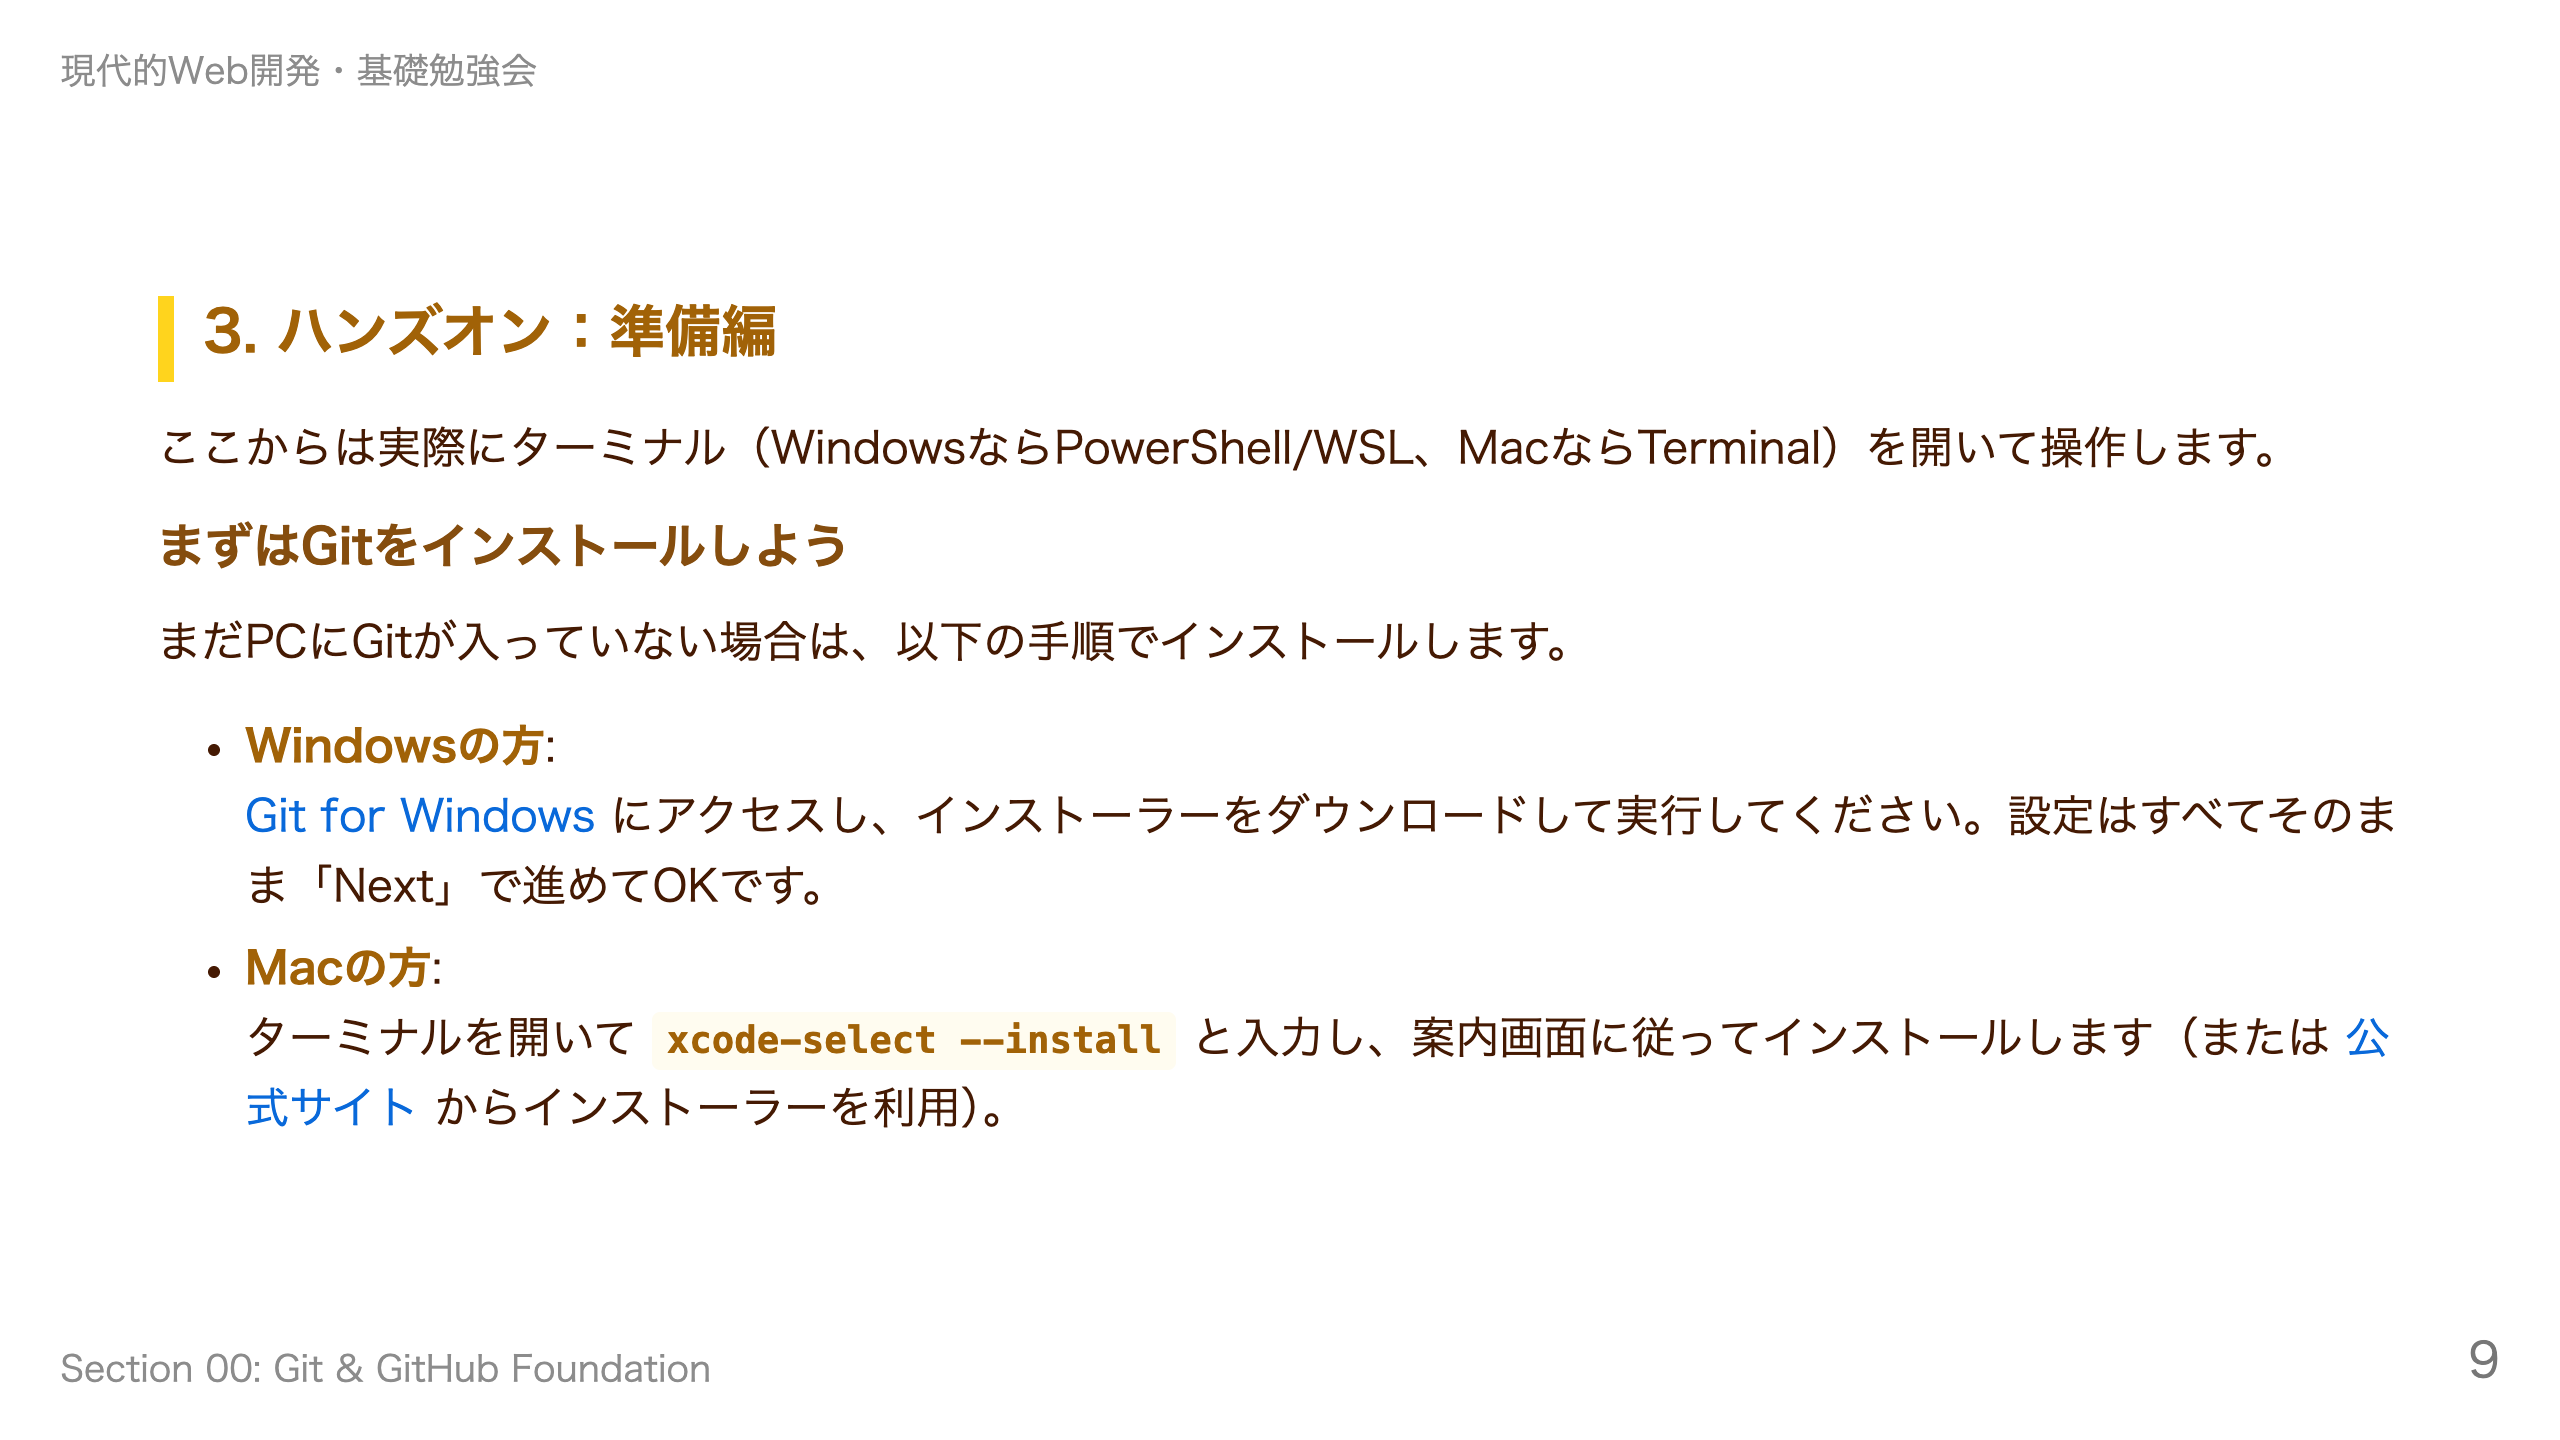 現代的Web開発・基礎勉強会
3. ハンズオン：準備編
ここからは実際にターミナル（WindowsならPowerShell/WSL、MacならTerminal）を開いて操作します。
まずはGitをインストールしよう
まだPCにGitが入っていない場合は、以下の手順でインストールします。
• Windowsの方:
Git for Windows にアクセスし、インストーラーをダウンロードして実行してください。設定はすべてそのま
ま「Next」で進めてOKです。
• Macの方:
ターミナルを開いて xcode-select --install と入力し、案内画面に従ってインストールします（または 公
式サイト からインストーラーを利用）。
Section 00: Git & GitHub Foundation
9